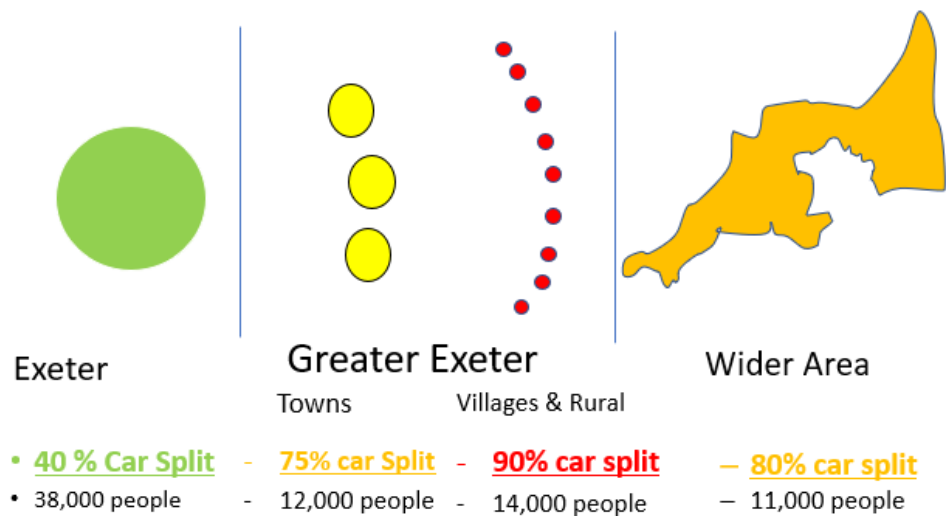 Exeter
Greater Exeter
Wider Area
Towns
Villages & Rural
• 40 % Car Split
- 75% car Split
- 90% car split
– 80% car split
• 38,000 people
- 12,000 people
- 14,000 people
– 11,000 people